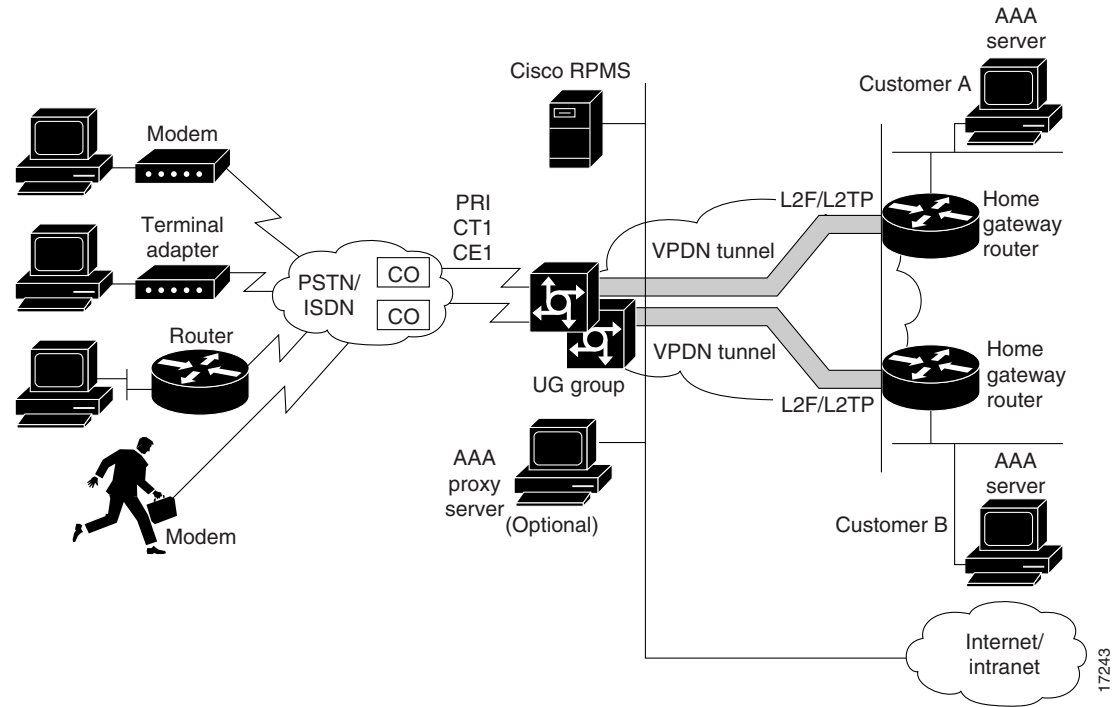 AAA
server
Cisco RPMS
Customer A
Modem
PRI
CT1
CE1
L2F/L2TP
Home
gateway
router
Terminal
adapter
VPDN tunnel
PSTN/
ISDN
CO
CO
Router
VPDN tunnel
Home
gateway
router
UG group
L2F/L2TP
AAA
proxy
server
(Optional)
AAA
server
Customer B
Modem
Internet/
intranet
17243